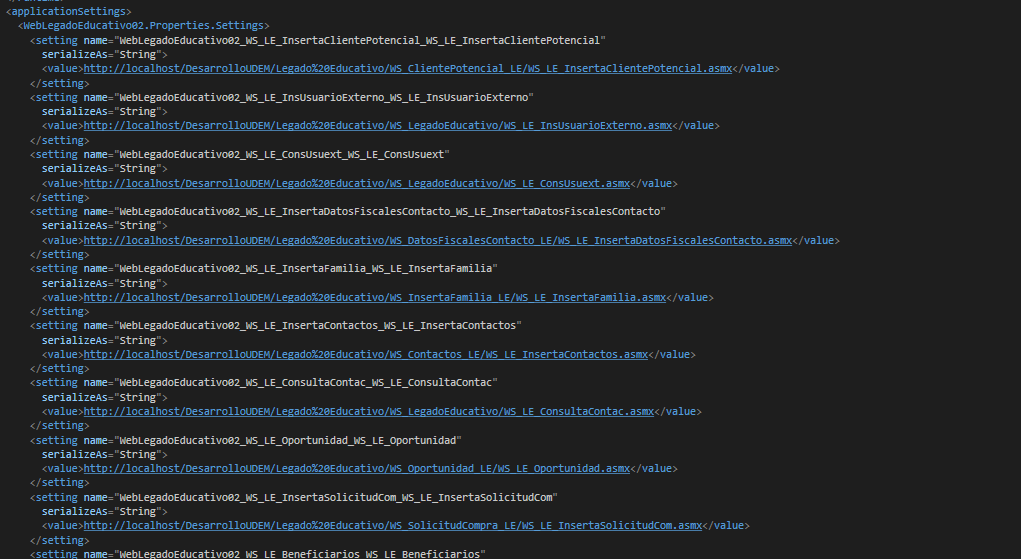 <applicationSettings>
<WebLegadoEducativo02.Properties.Settings>
<setting name="WebLegadoEducativo02_WS_LE_InsertaClientePotencial_WS_LE_InsertaClientePotencial"
serializeAs="String">
<value>http://localhost/DesarrolloUDEM/Legado%20Educativo/WS_ClientePotencial_LE/WS_LE_InsertaClientePotencial.asmx</value>
</setting>
<setting name="WebLegadoEducativo02_WS_LE_InsUsuarioExterno_WS_LE_InsUsuarioExterno"
serializeAs="String">
<value>http://localhost/DesarrolloUDEM/Legado%20Educativo/WS_LegadoEducativo/WS_LE_InsUsuarioExterno.asmx</value>
</setting>
<setting name="WebLegadoEducativo02_WS_LE_ConsUsuext_WS_LE_ConsUsuext"
serializeAs="String">
<value>http://localhost/DesarrolloUDEM/Legado%20Educativo/WS_LegadoEducativo/WS_LE_ConsUsuext.asmx</value>
</setting>
<setting name="WebLegadoEducativo02_WS_LE_InsertaDatosFiscalesContacto_WS_LE_InsertaDatosFiscalesContacto"
serializeAs="String">
<value>http://localhost/DesarrolloUDEM/Legado%20Educativo/WS_DatosFiscalesContacto_LE/WS_LE_InsertaDatosFiscalesContacto.asmx</value>
</setting>
<setting name="WebLegadoEducativo02_WS_LE_InsertaFamilia_WS_LE_InsertaFamilia"
serializeAs="String">
<value>http://localhost/DesarrolloUDEM/Legado%20Educativo/WS_InsertaFamilia_LE/WS_LE_InsertaFamilia.asmx</value>
</setting>
<setting name="WebLegadoEducativo02_WS_LE_InsertaContactos_WS_LE_InsertaContactos"
serializeAs="String">
<value>http://localhost/DesarrolloUDEM/Legado%20Educativo/WS_Contactos_LE/WS_LE_InsertaContactos.asmx</value>
</setting>
<setting name="WebLegadoEducativo02_WS_LE_ConsultaContac_WS_LE_ConsultaContac"
serializeAs="String">
<value>http://localhost/DesarrolloUDEM/Legado%20Educativo/WS_LegadoEducativo/WS_LE_ConsultaContac.asmx</value>
</setting>
<setting name="WebLegadoEducativo02_WS_LE_Oportunidad_WS_LE_Oportunidad"
serializeAs="String">
<value>http://localhost/DesarrolloUDEM/Legado%20Educativo/WS_Oportunidad_LE/WS_LE_Oportunidad.asmx</value>
</setting>
<setting name="WebLegadoEducativo02_WS_LE_InsertaSolicitudCom_WS_LE_InsertaSolicitudCom"
serializeAs="String">
<value>http://localhost/DesarrolloUDEM/Legado%20Educativo/WS_SolicitudCompra_LE/WS_LE_InsertaSolicitudCom.asmx</value>
</setting>
<setting name="WebLegadoEducativo02_WS_LE_Beneficiarios_WS_LE_Beneficiarios"